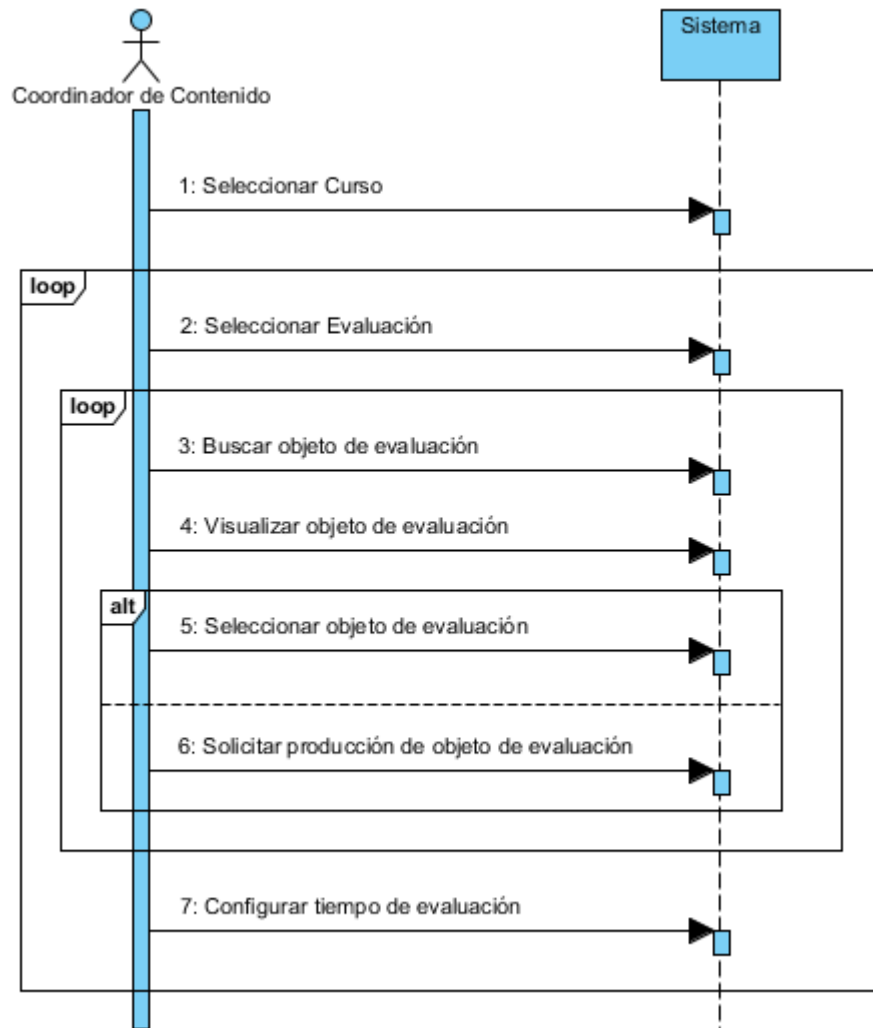 Sistema
Coordinador de Contenido
1: Seleccionar Curso
loop
2: Seleccionar Evaluación
loop
3: Buscar objeto de evaluación
4: Visualizar objeto de evaluación
alt
5: Seleccionar objeto de evaluación
6: Solicitar producción de objeto de evaluación
7: Configurar tiempo de evaluación